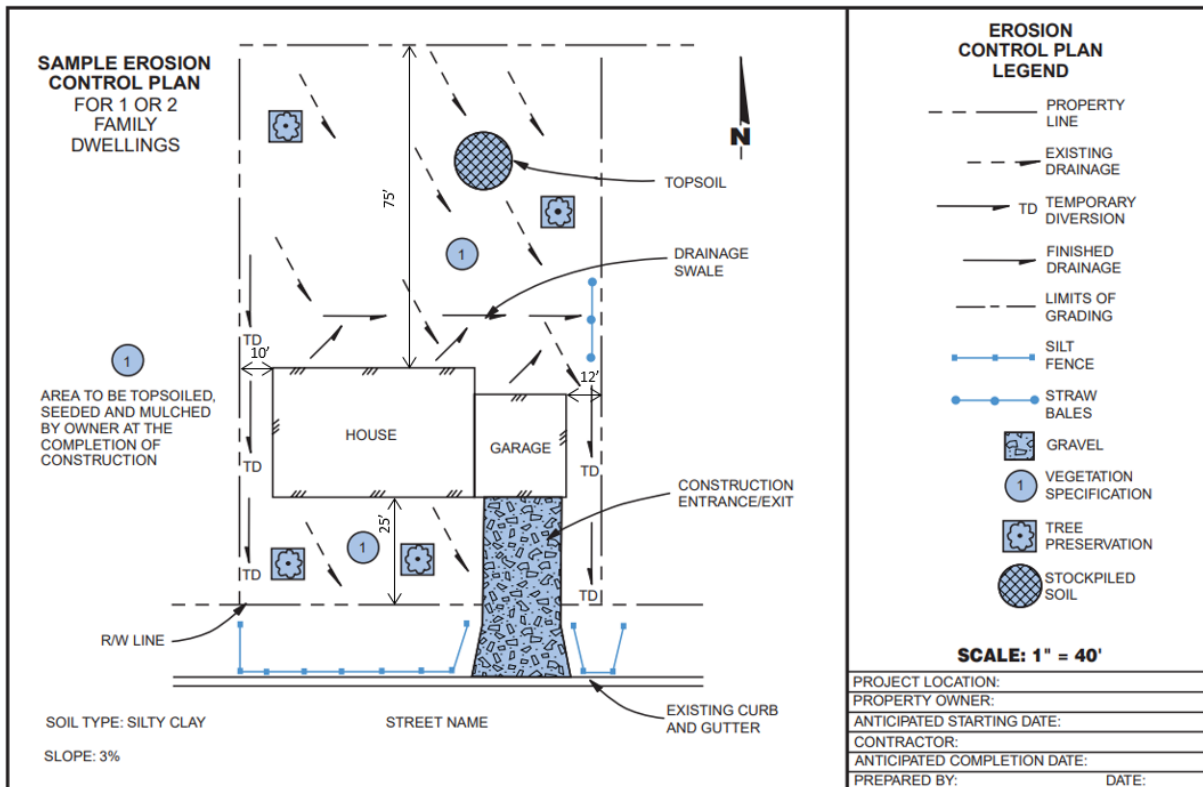 SAMPLE EROSION
CONTROL PLAN
FOR 1 OR 2
FAMILY
DWELLINGS
75'
N
TOPSOIL
1
DRAINAGE
SWALE
TD
10'
12'
1
AREA TO BE TOPSOILED,
SEEDED AND MULCHED
BY OWNER AT THE
COMPLETION OF
CONSTRUCTION
HOUSE
GARAGE
TD
TD
CONSTRUCTION
ENTRANCE/EXIT
25'
1
TD
TD
R/W LINE
EXISTING CURB
AND GUTTER
SOIL TYPE: SILTY CLAY
STREET NAME
SLOPE: 3%
EROSION
CONTROL PLAN
LEGEND
PROPERTY
LINE
EXISTING
DRAINAGE
TD TEMPORARY
DIVERSION
FINISHED
DRAINAGE
LIMITS OF
GRADING
SILT
FENCE
STRAW
BALES
GRAVEL
1 VEGETATION
SPECIFICATION
TREE
PRESERVATION
STOCKPILED
SOIL
SCALE: 1" = 40'
PROJECT LOCATION:
PROPERTY OWNER:
ANTICIPATED STARTING DATE:
CONTRACTOR:
ANTICIPATED COMPLETION DATE:
PREPARED BY: DATE: